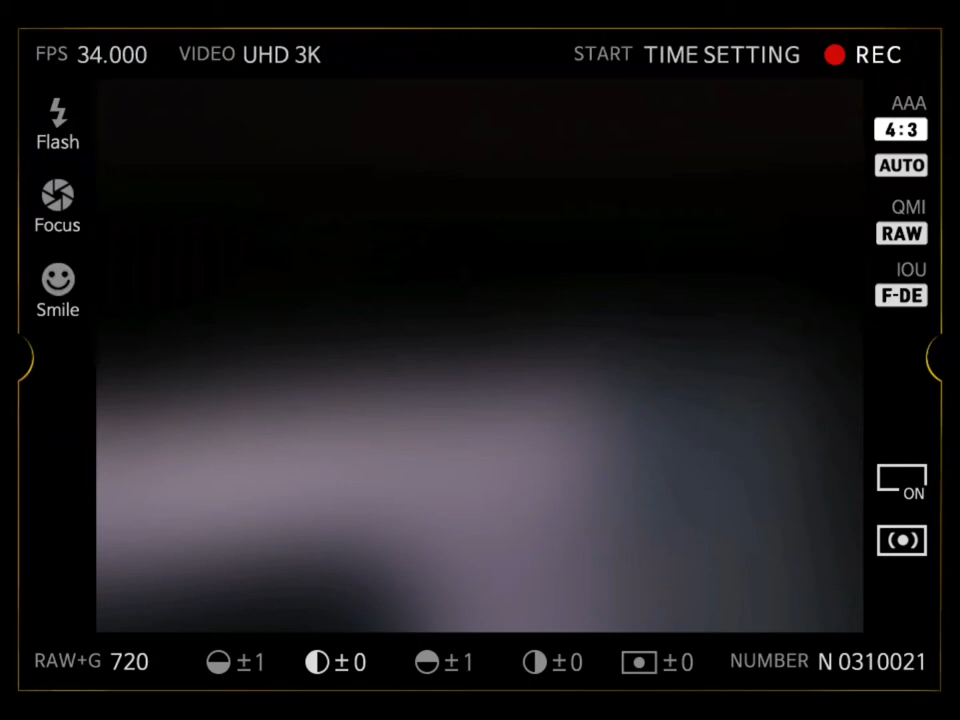 FPS 34.000 VIDEO UHD 3K START TIME SETTING REC
Flash
Focus
Smile
AAA
4:3
AUTO
QMI
RAW
IOU
F-DE
ON
RAW+G 720 ±1 ±0 ±1 ±0 ±0 NUMBER N 0310021